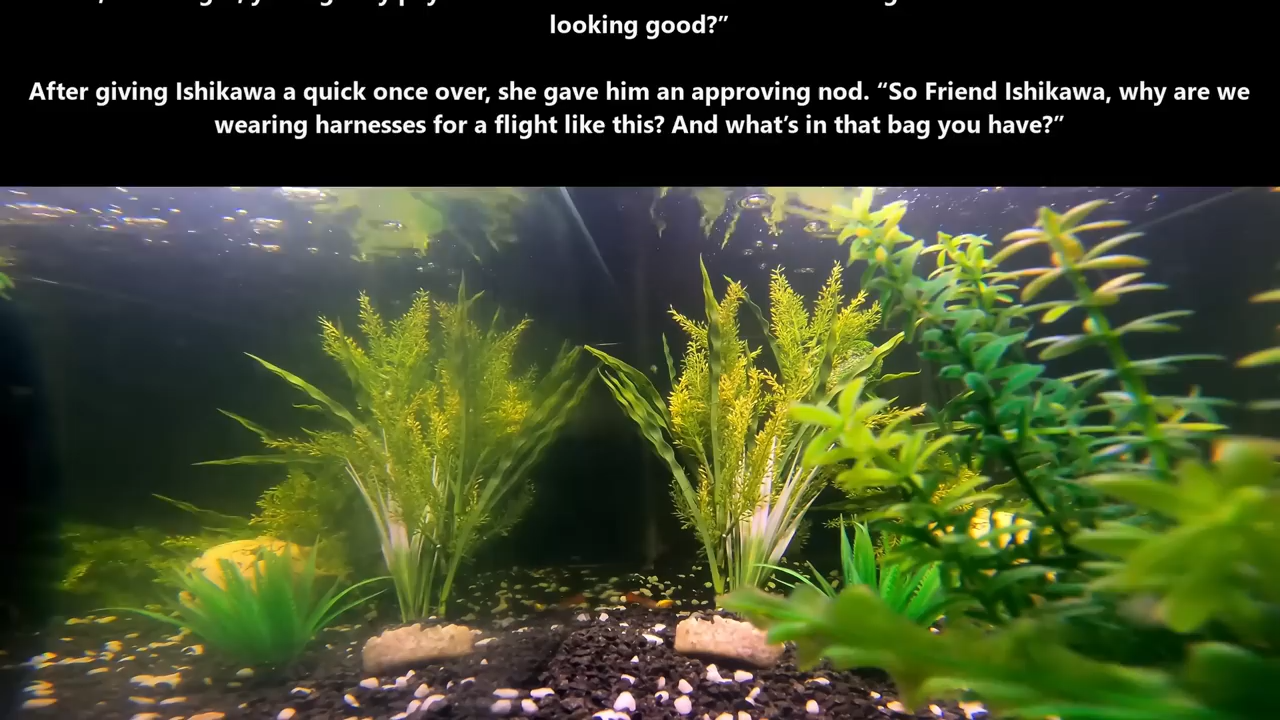 looking good?”
After giving Ishikawa a quick once over, she gave him an approving nod. “So Friend Ishikawa, why are we
wearing harnesses for a flight like this? And what’s in that bag you have?”